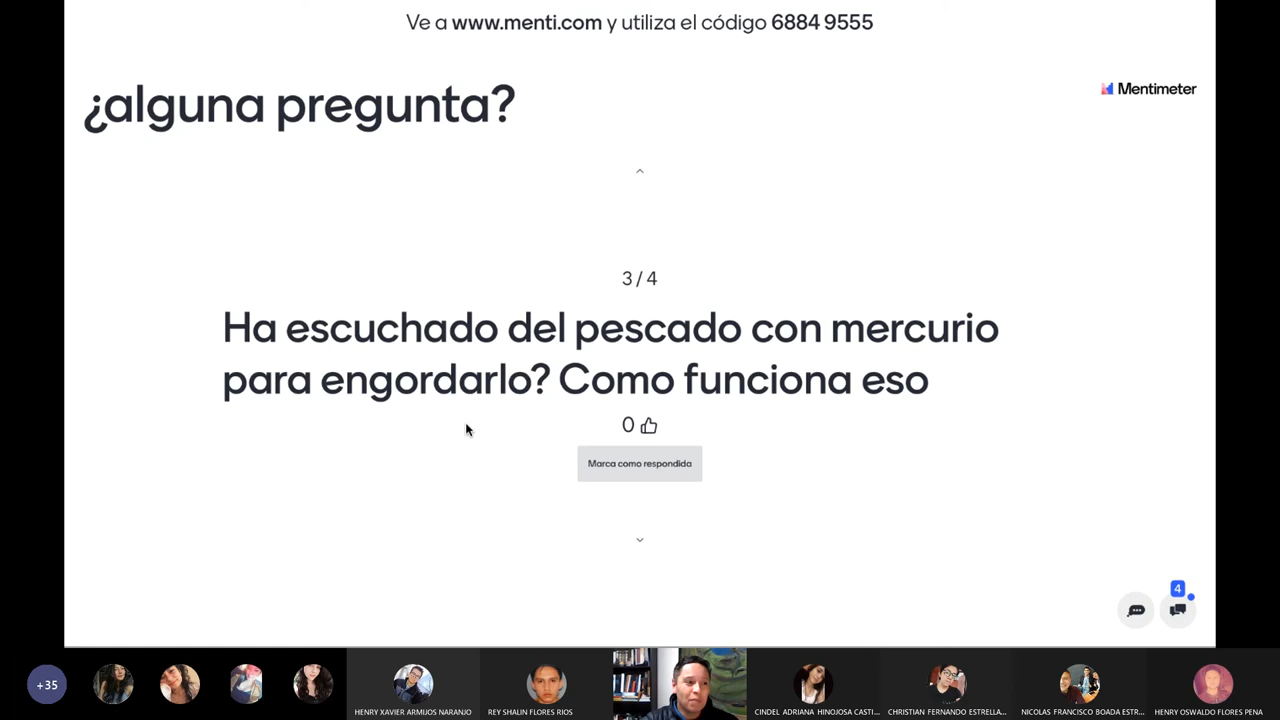 Ve a www.menti.com y utiliza el código 6884 9555
¿alguna pregunta?
Mentimeter
3 / 4
Ha escuchado del pescado con mercurio
para engordarlo? Como funciona eso
0
Marca como respondida
4
+35
HENRY XAVIER ARMIJOS NARANJO
REY SHALIN FLORES RIOS
CINDEL ADRIANA HINOJOSA CASTI...
CHRISTIAN FERNANDO ESTRELLA...
NICOLAS FRANCISCO BOADA ESTR...
HENRY OSWALDO FLORES PENA